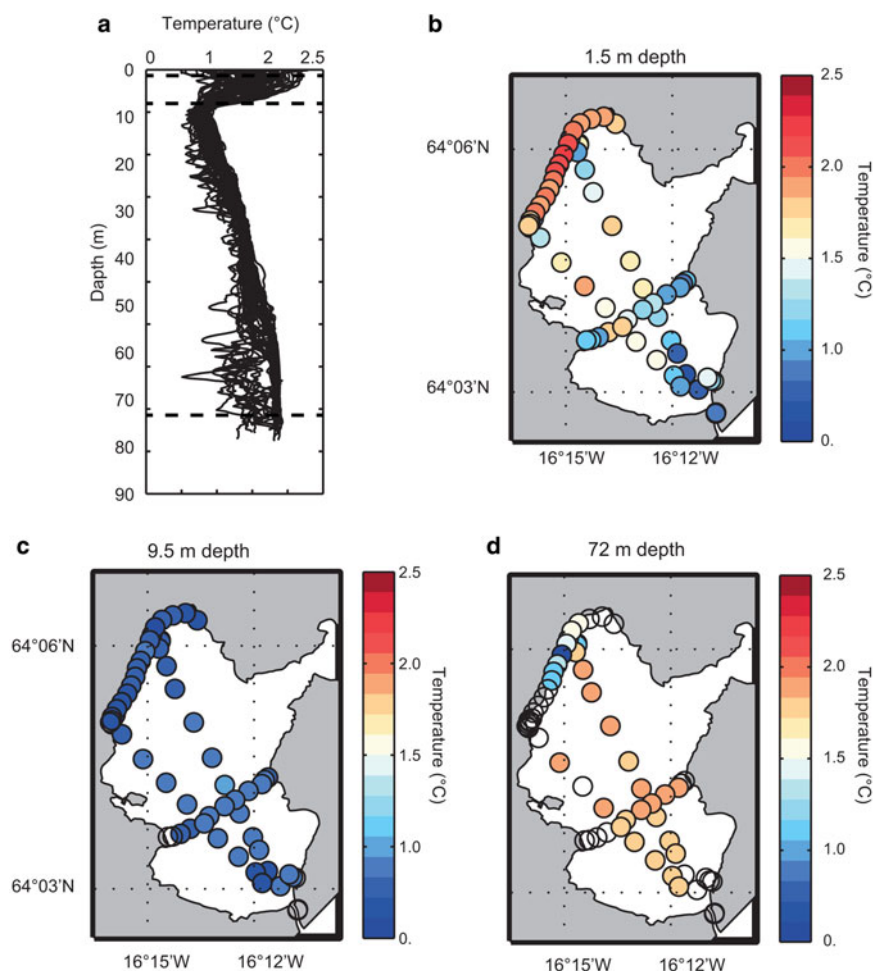 a
Temperature (°C)
0 1 2 2.5
0
10
20
30
40
50
60
70
80
90
Depth (m)
b
1.5 m depth
64°06'N
64°03'N
16°15'W 16°12'W
2.5
2.0
1.5
1.0
0.
Temperature (°C)
c
9.5 m depth
64°06'N
64°03'N
16°15'W 16°12'W
2.5
2.0
1.5
1.0
0.
Temperature (°C)
d
72 m depth
16°15'W 16°12'W
2.5
2.0
1.5
1.0
0.
Temperature (°C)